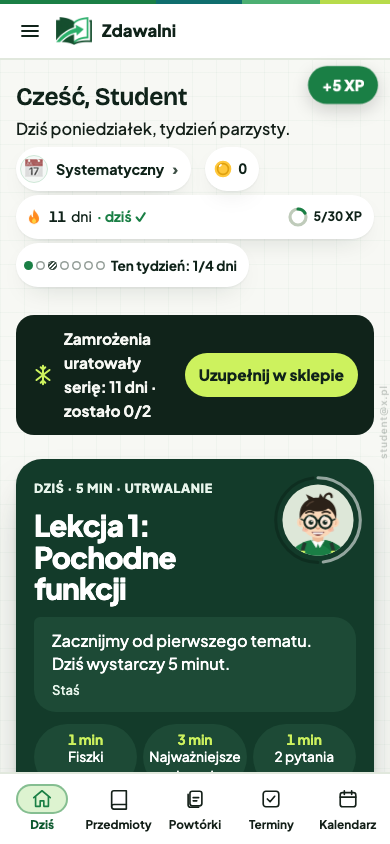 Zdawalni
+5 XP
Cześć, Student
Dziś poniedziałek, tydzień parzysty.
17
Systematyczny ›
0
11 dni · dziś ✓
5/30 XP
Ten tydzień: 1/4 dni
Zamrożenia
uratowały
serię: 11 dni ·
zostało 0/2
Uzupełnij w sklepie
student@x.pl
DZIŚ · 5 MIN · UTRWALANIE
Lekcja 1:
Pochodne
funkcji
Zacznijmy od pierwszego tematu.
Dziś wystarczy 5 minut.
Staś
1 min
Fiszki
3 min
Najważniejsze
1 min
2 pytania
Dziś
Przedmioty
Powtórki
Terminy
Kalendarz